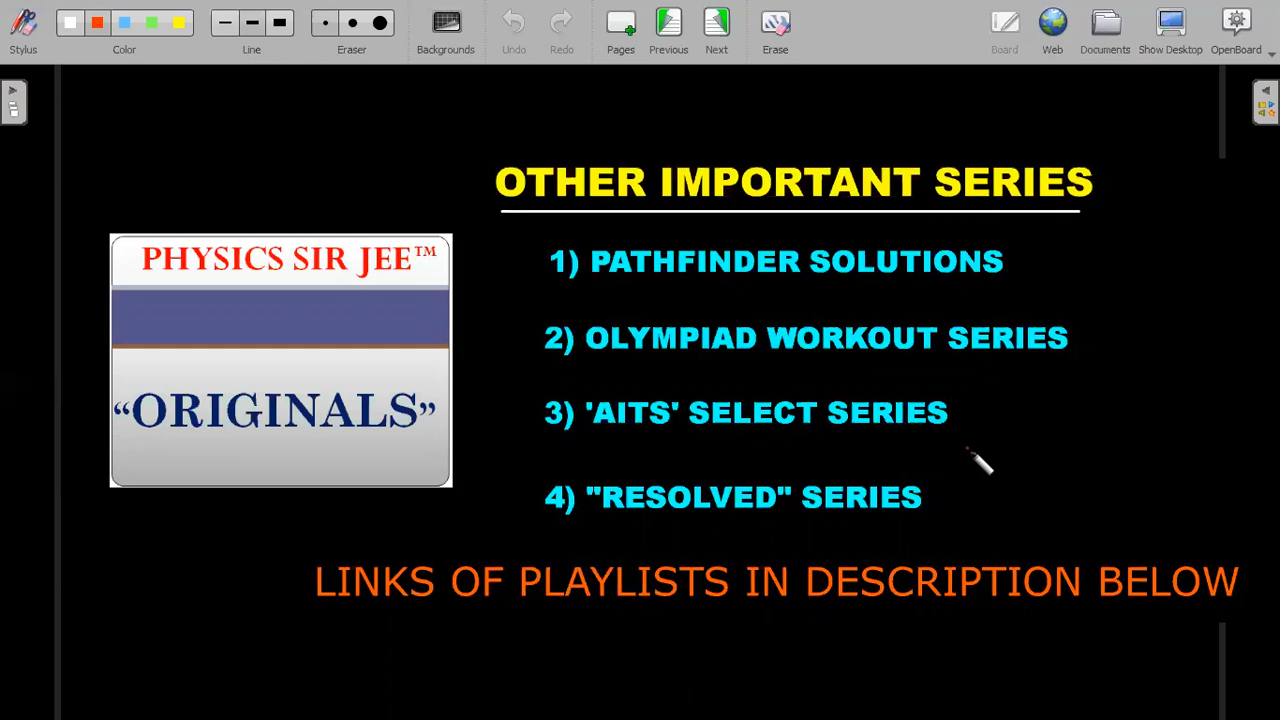 Stylus
Color
Line
Eraser
Backgrounds
Undo
Redo
Pages
Previous
Next
Erase
Board
Web
Documents
Show Desktop
OpenBoard
OTHER IMPORTANT SERIES
PHYSICS SIR JEE™
“ORIGINALS”
1) PATHFINDER SOLUTIONS
2) OLYMPIAD WORKOUT SERIES
3) 'AITS' SELECT SERIES
4) "RESOLVED" SERIES
LINKS OF PLAYLISTS IN DESCRIPTION BELOW